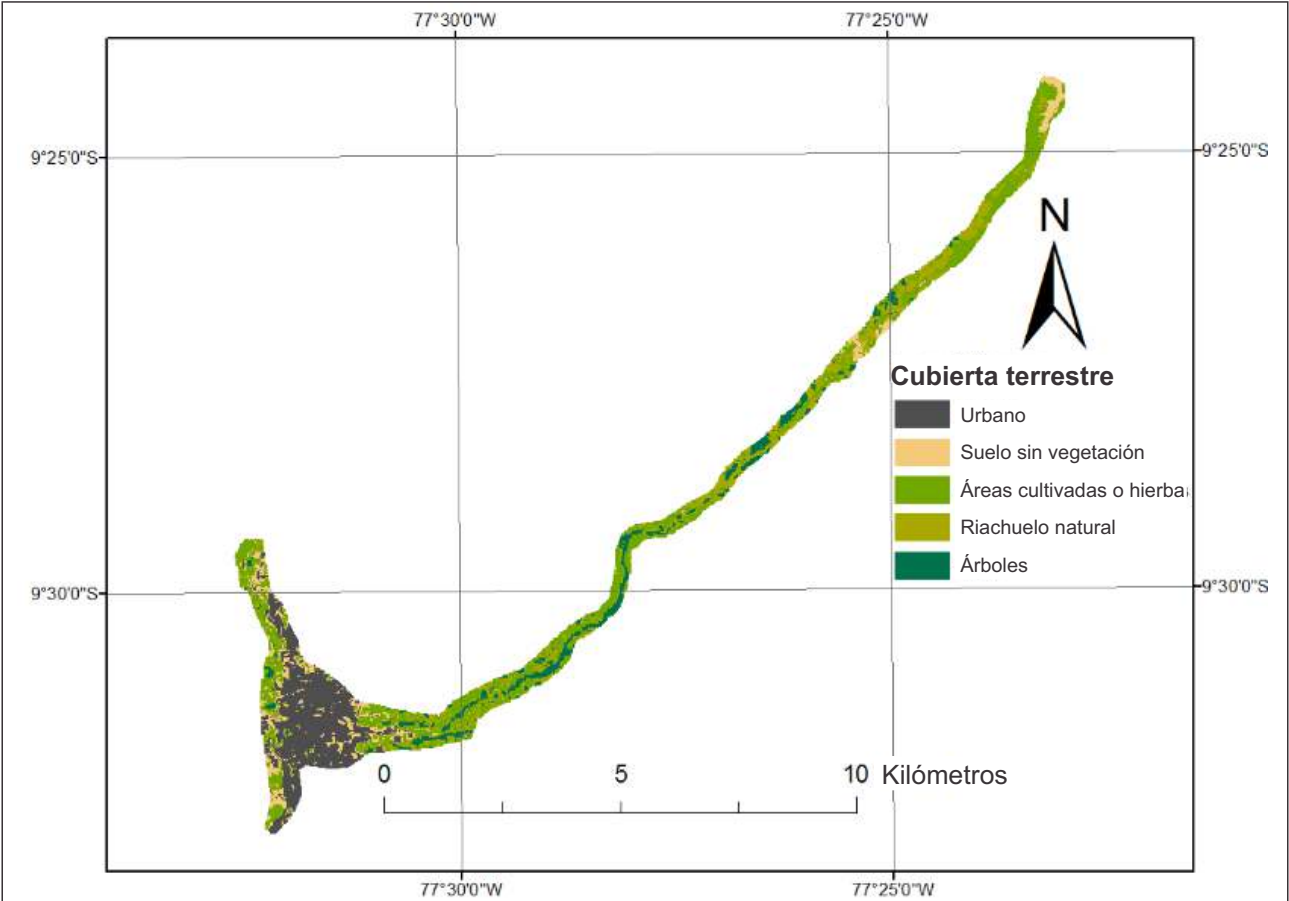 77°30'0"W 77°25'0"W
9°25'0"S 9°25'0"S
N
Cubierta terrestre
Urbano
Suelo sin vegetación
Áreas cultivadas o hierbas
Riachuelo natural
Árboles
9°30'0"S 9°30'0"S
0 5 10 Kilómetros
77°30'0"W 77°25'0"W